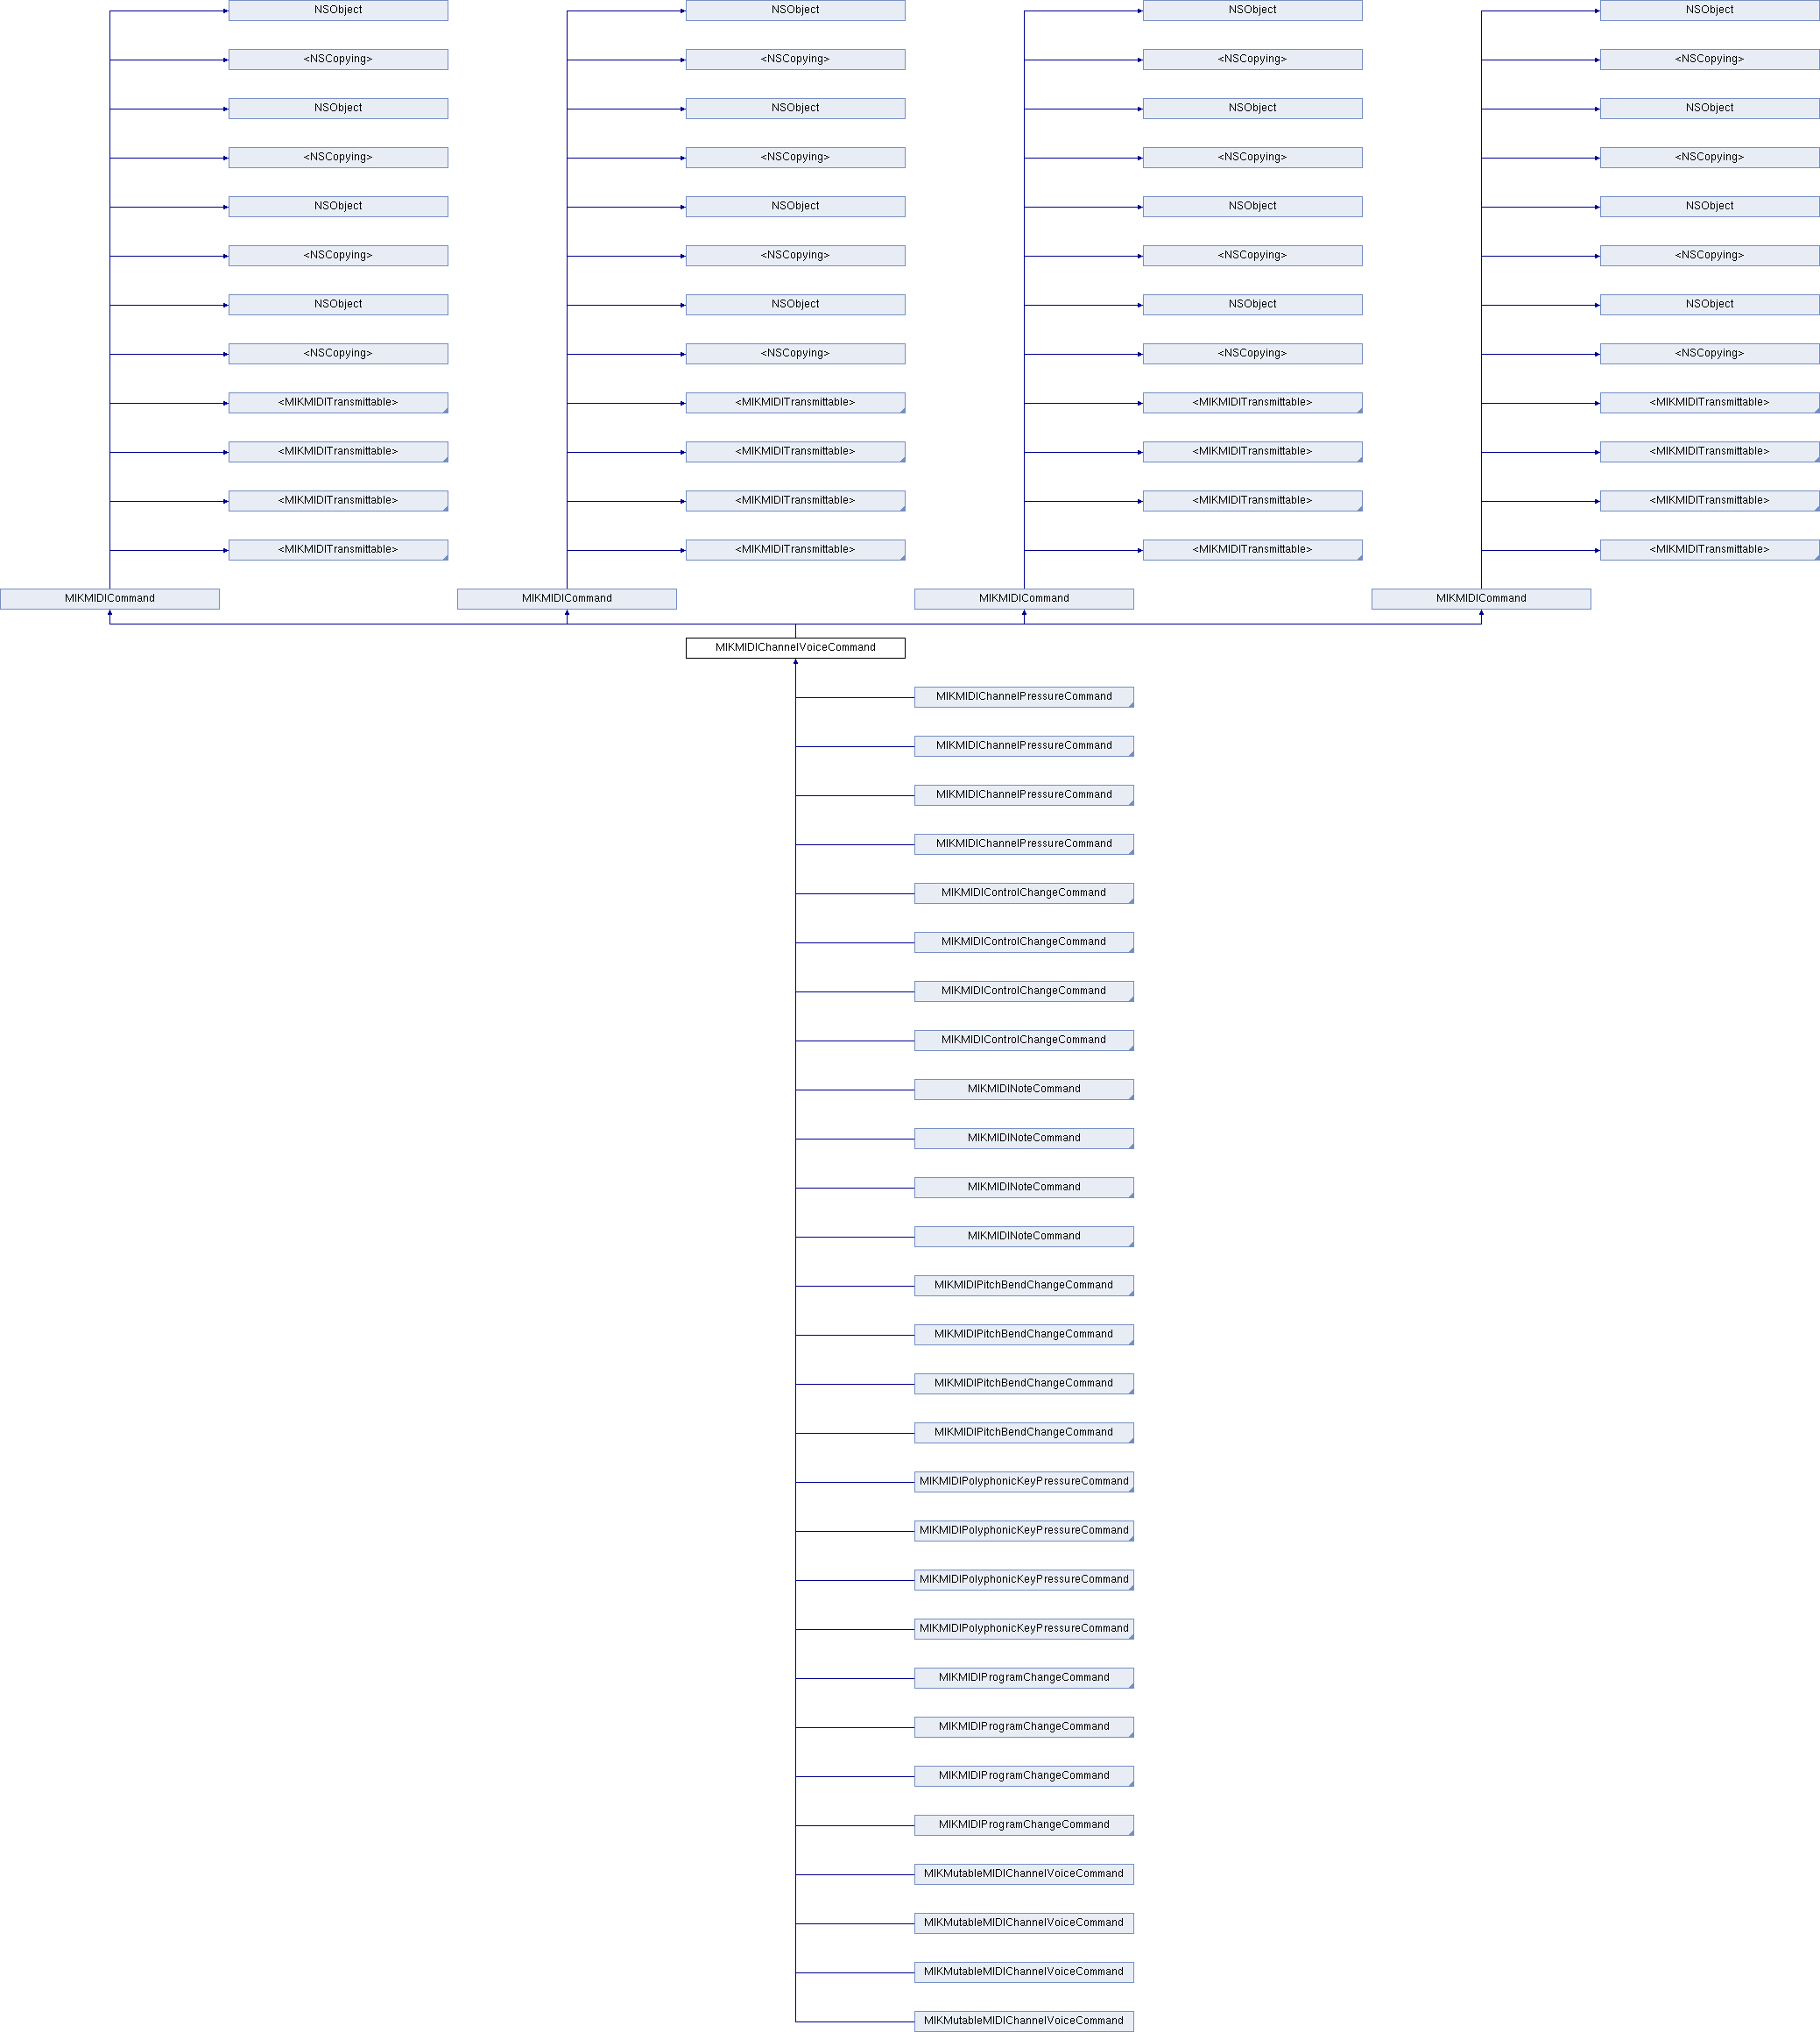 NSObject NSObject NSObject NSObject
<NSCopying> <NSCopying> <NSCopying> <NSCopying>
NSObject NSObject NSObject NSObject
<NSCopying> <NSCopying> <NSCopying> <NSCopying>
NSObject NSObject NSObject NSObject
<NSCopying> <NSCopying> <NSCopying> <NSCopying>
NSObject NSObject NSObject NSObject
<NSCopying> <NSCopying> <NSCopying> <NSCopying>
<MIKMIDITransmittable> <MIKMIDITransmittable> <MIKMIDITransmittable> <MIKMIDITransmittable>
<MIKMIDITransmittable> <MIKMIDITransmittable> <MIKMIDITransmittable> <MIKMIDITransmittable>
<MIKMIDITransmittable> <MIKMIDITransmittable> <MIKMIDITransmittable> <MIKMIDITransmittable>
<MIKMIDITransmittable> <MIKMIDITransmittable> <MIKMIDITransmittable> <MIKMIDITransmittable>
MIKMIDICommand MIKMIDICommand MIKMIDICommand MIKMIDICommand
MIKMIDIChannelVoiceCommand
MIKMIDIChannelPressureCommand
MIKMIDIChannelPressureCommand
MIKMIDIChannelPressureCommand
MIKMIDIChannelPressureCommand
MIKMIDIControlChangeCommand
MIKMIDIControlChangeCommand
MIKMIDIControlChangeCommand
MIKMIDIControlChangeCommand
MIKMIDINoteCommand
MIKMIDINoteCommand
MIKMIDINoteCommand
MIKMIDINoteCommand
MIKMIDIPitchBendChangeCommand
MIKMIDIPitchBendChangeCommand
MIKMIDIPitchBendChangeCommand
MIKMIDIPitchBendChangeCommand
MIKMIDIPolyphonicKeyPressureCommand
MIKMIDIPolyphonicKeyPressureCommand
MIKMIDIPolyphonicKeyPressureCommand
MIKMIDIPolyphonicKeyPressureCommand
MIKMIDIProgramChangeCommand
MIKMIDIProgramChangeCommand
MIKMIDIProgramChangeCommand
MIKMIDIProgramChangeCommand
MIKMutableMIDIChannelVoiceCommand
MIKMutableMIDIChannelVoiceCommand
MIKMutableMIDIChannelVoiceCommand
MIKMutableMIDIChannelVoiceCommand